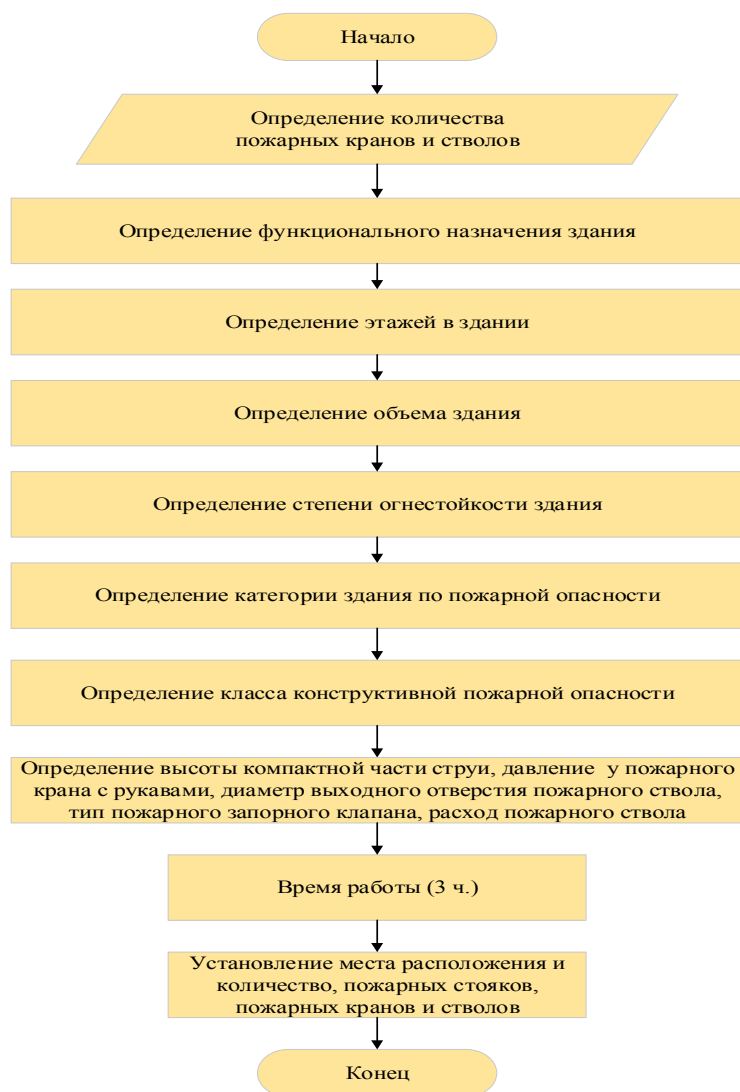 Начало
Определение количества
пожарных кранов и стволов
Определение функционального назначения здания
Определение этажей в здании
Определение объема здания
Определение степени огнестойкости здания
Определение категории здания по пожарной опасности
Определение класса конструктивной пожарной опасности
Определение высоты компактной части струи, давление у пожарного
крана с рукавами, диаметр выходного отверстия пожарного ствола,
тип пожарного запорного клапана, расход пожарного ствола
Время работы (3 ч.)
Установление места расположения и
количество, пожарных стояков,
пожарных кранов и стволов
Конец